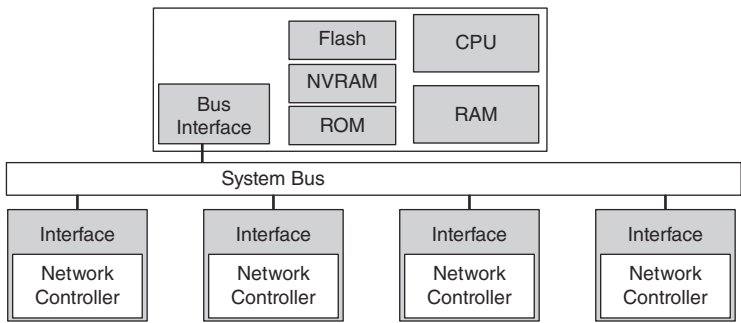 Flash
CPU
NVRAM
Bus
Interface
ROM
RAM
System Bus
Interface
Network
Controller
Interface
Network
Controller
Interface
Network
Controller
Interface
Network
Controller